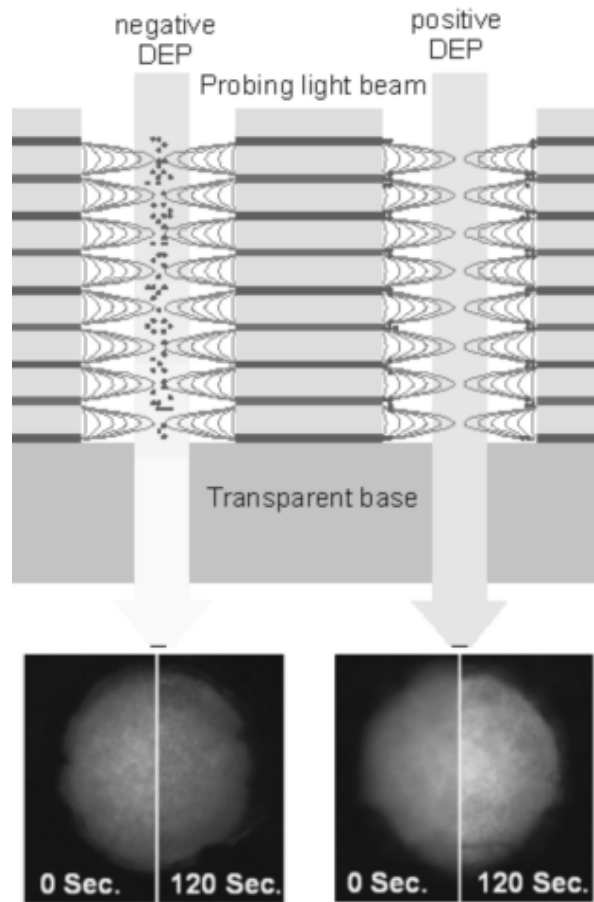 negative
DEP
positive
DEP
Probing light beam
Transparent base
0 Sec.
120 Sec.
0 Sec.
120 Sec.